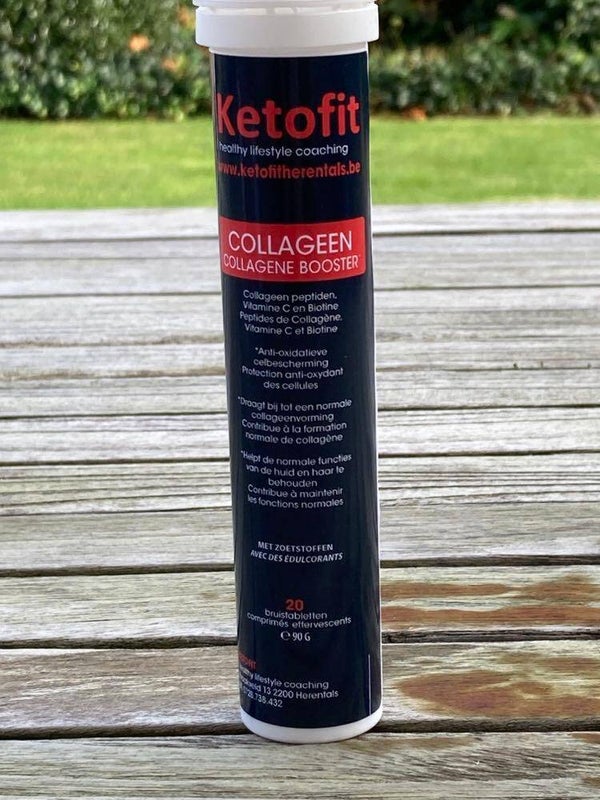 Ketofit
healthy lifestyle coaching
www.ketofitherentals.be
COLLAGEEN
COLLAGENE BOOSTER
Collageen peptiden,
Vitamine C en Biotine
Peptides de Collagène,
Vitamine C et Biotine
*Anti-oxidatieve
celbescherming
Protection anti-oxydant
des cellules
*Draagt bij tot een normale
collageenvorming
Contribue à la formation
normale de collagène
*Helpt de normale functies
van de huid en haar te
behouden
Contribue à maintenir
les fonctions normales
MET ZOETSTOFFEN
AVEC DES ÉDULCORANTS
20
bruistabletten
comprimés effervescents
℮ 90 G
lifestyle coaching
13 2200 Herentals
.738.432